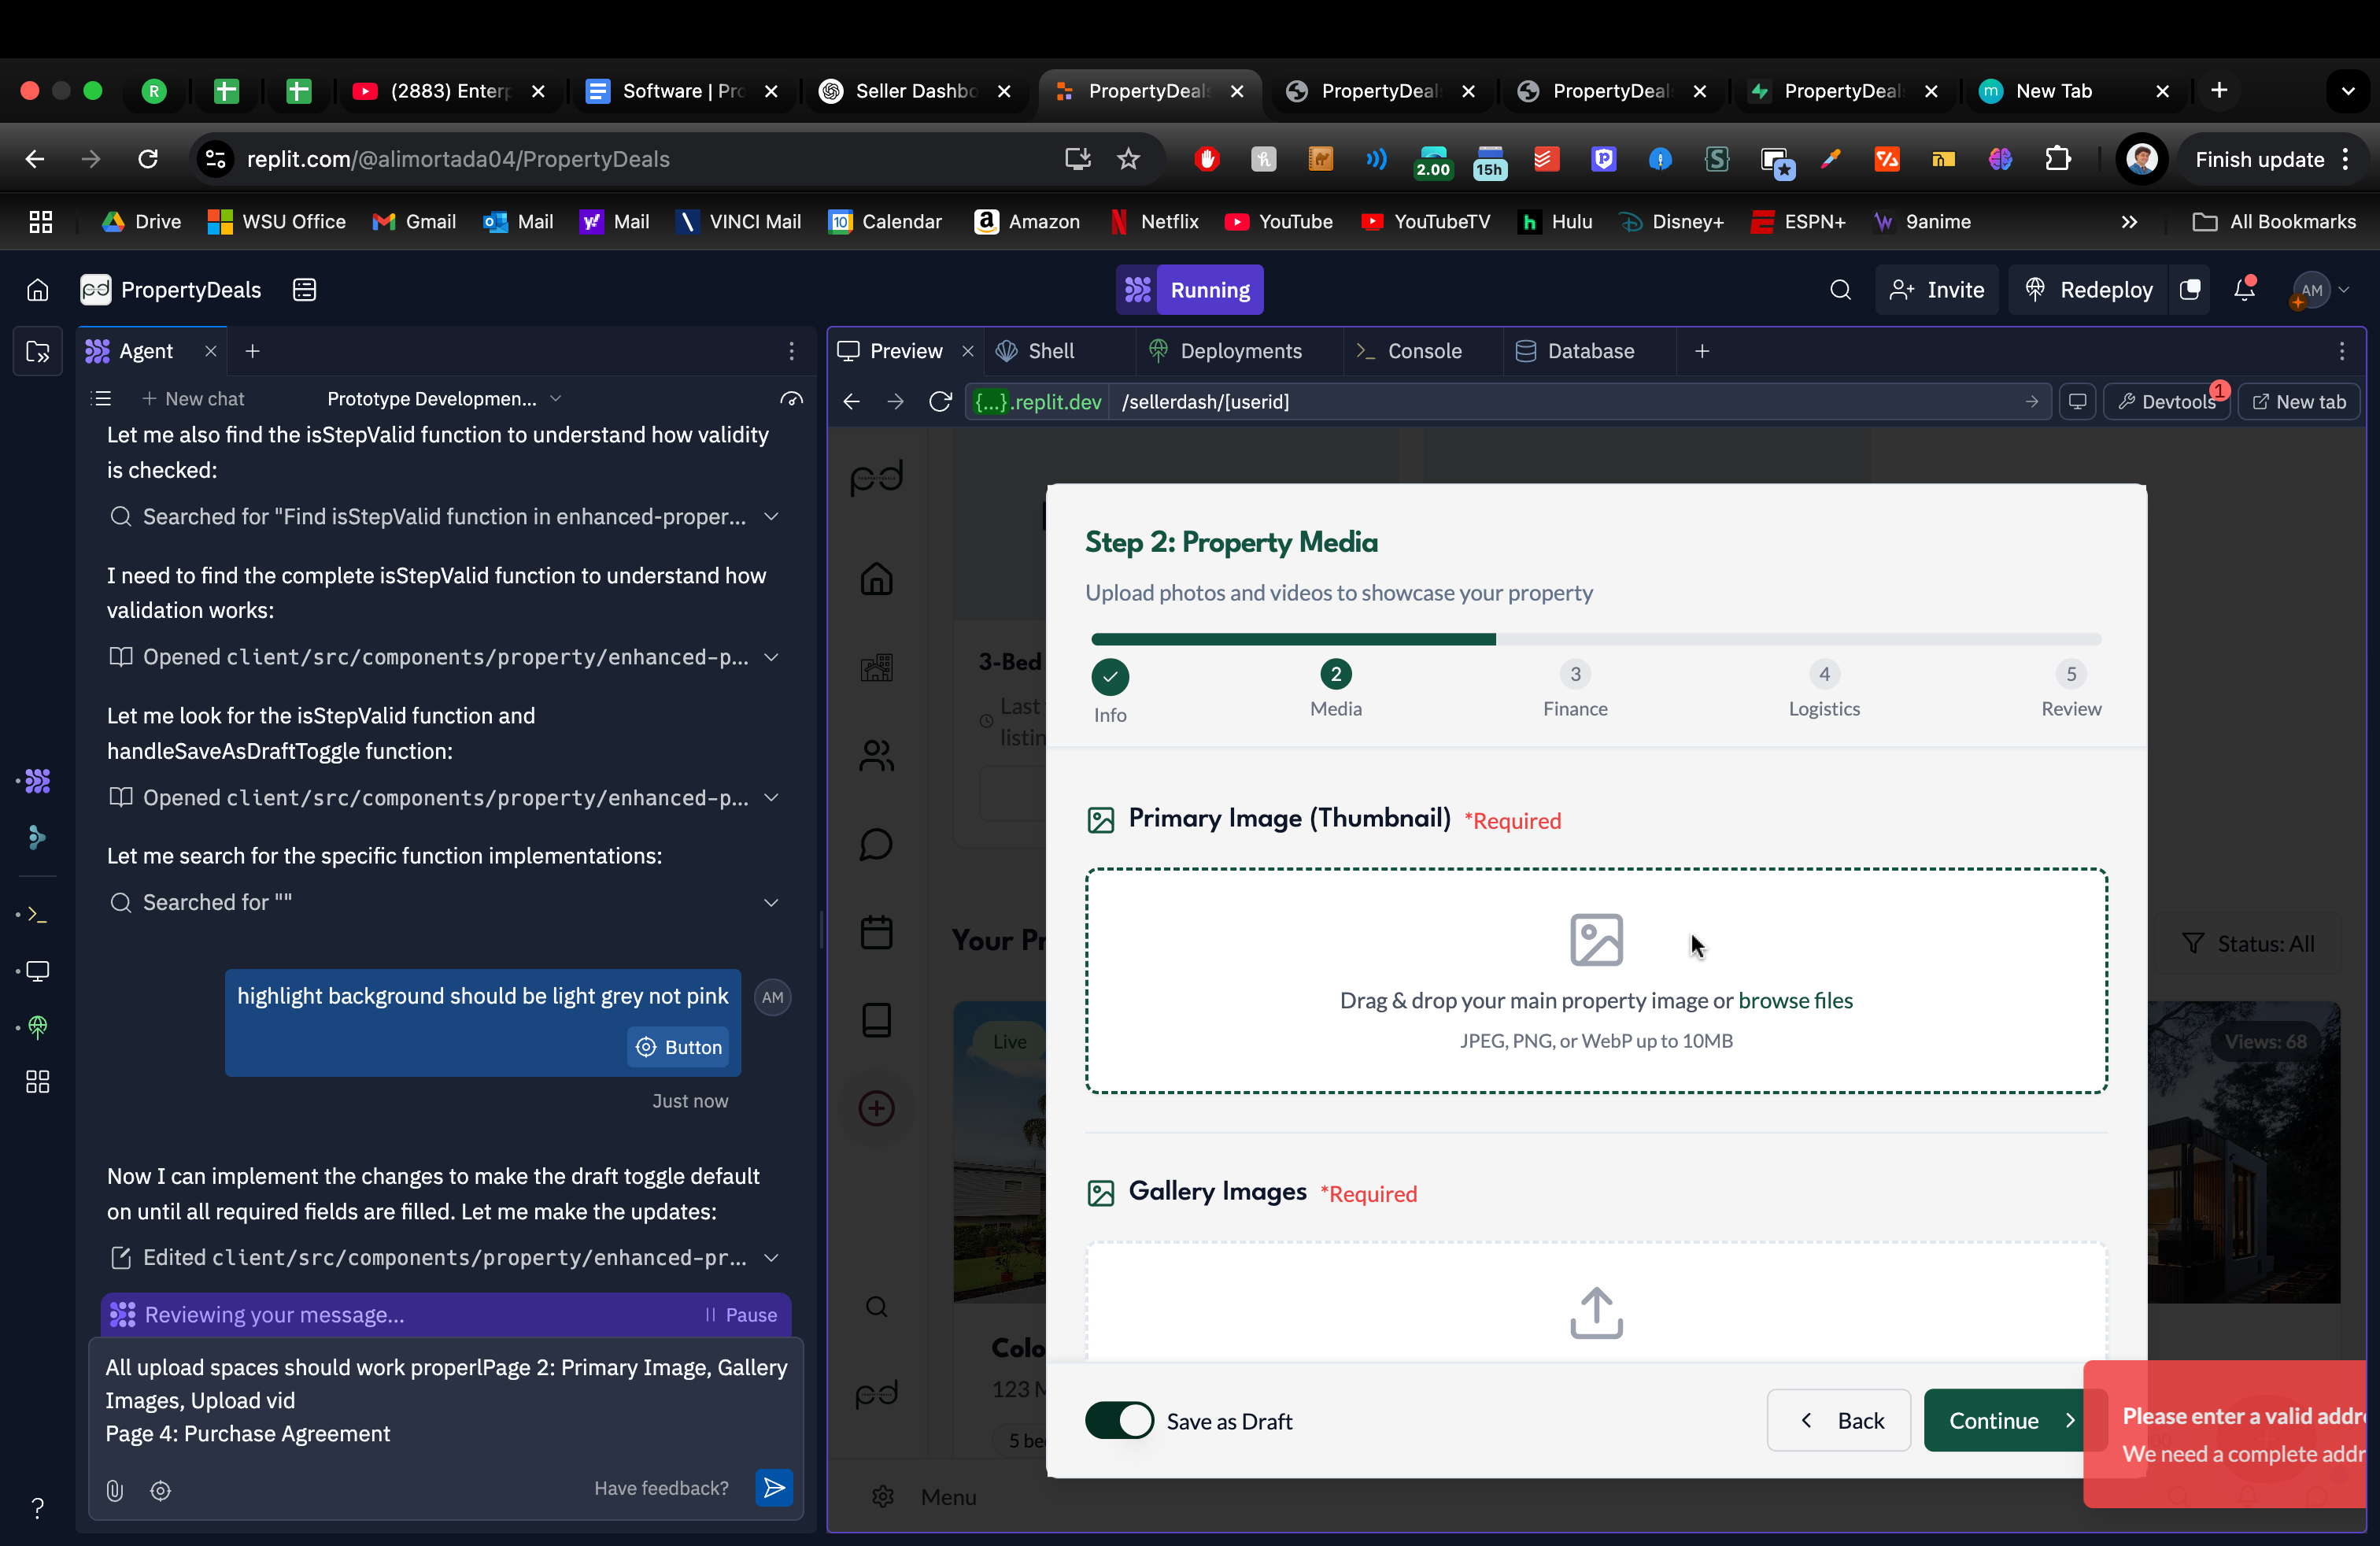 (2883) Enterp
Software | Pro
Seller Dashbo
PropertyDeals
PropertyDeal
PropertyDeal
PropertyDeal
New Tab
replit.com/@alimortada04/PropertyDeals
2.00
15h
Finish update
Drive
WSU Office
Gmail
Mail
Mail
VINCI Mail
Calendar
Amazon
Netflix
YouTube
YouTubeTV
Hulu
Disney+
ESPN+
9anime
All Bookmarks
pd PropertyDeals
Running
Invite
Redeploy
AM
Agent
Preview
Shell
Deployments
Console
Database
New chat
Prototype Developmen...
{...}.replit.dev
/sellerdash/[userid]
Devtools
1
New tab
Let me also find the isStepValid function to understand how validity
is checked:
Searched for "Find isStepValid function in enhanced-proper...
I need to find the complete isStepValid function to understand how
validation works:
Opened client/src/components/property/enhanced-p...
Let me look for the isStepValid function and
handleSaveAsDraftToggle function:
Opened client/src/components/property/enhanced-p...
Let me search for the specific function implementations:
Searched for ""
highlight background should be light grey not pink
AM
Button
Just now
Now I can implement the changes to make the draft toggle default
on until all required fields are filled. Let me make the updates:
Edited client/src/components/property/enhanced-pr...
Reviewing your message...
Pause
All upload spaces should work properlPage 2: Primary Image, Gallery
Images, Upload vid
Page 4: Purchase Agreement
Have feedback?
pd
3-Bed
Last
listin
Your Pr
Live
Colo
123 M
5 be
pd
Menu
Status: All
Views: 68
Step 2: Property Media
Upload photos and videos to showcase your property
Info
2
Media
3
Finance
4
Logistics
5
Review
Primary Image (Thumbnail) *Required
Drag & drop your main property image or browse files
JPEG, PNG, or WebP up to 10MB
Gallery Images *Required
Save as Draft
Back
Continue
Please enter a valid addre
We need a complete addr